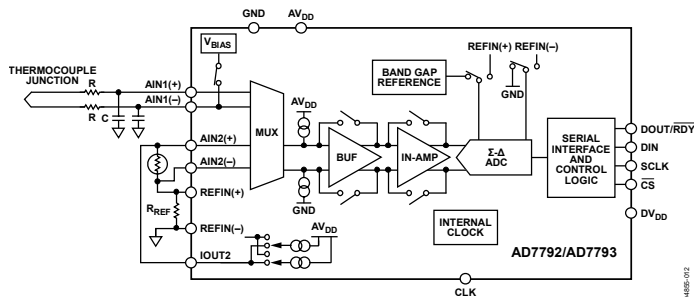 GND
AVDD
VBIAS
THERMOCOUPLE
JUNCTION
R
AIN1(+)
AIN1(–)
R
C
REFIN(+) REFIN(–)
BAND GAP
REFERENCE
GND
AVDD
MUX
AIN2(+)
AIN2(–)
BUF
IN-AMP
Σ-Δ
ADC
SERIAL
INTERFACE
AND
CONTROL
LOGIC
DOUT/RDY
DIN
SCLK
CS
DVDD
REFIN(+)
GND
RREF
REFIN(–)
AVDD
INTERNAL
CLOCK
IOUT2
AD7792/AD7793
CLK
04855-012